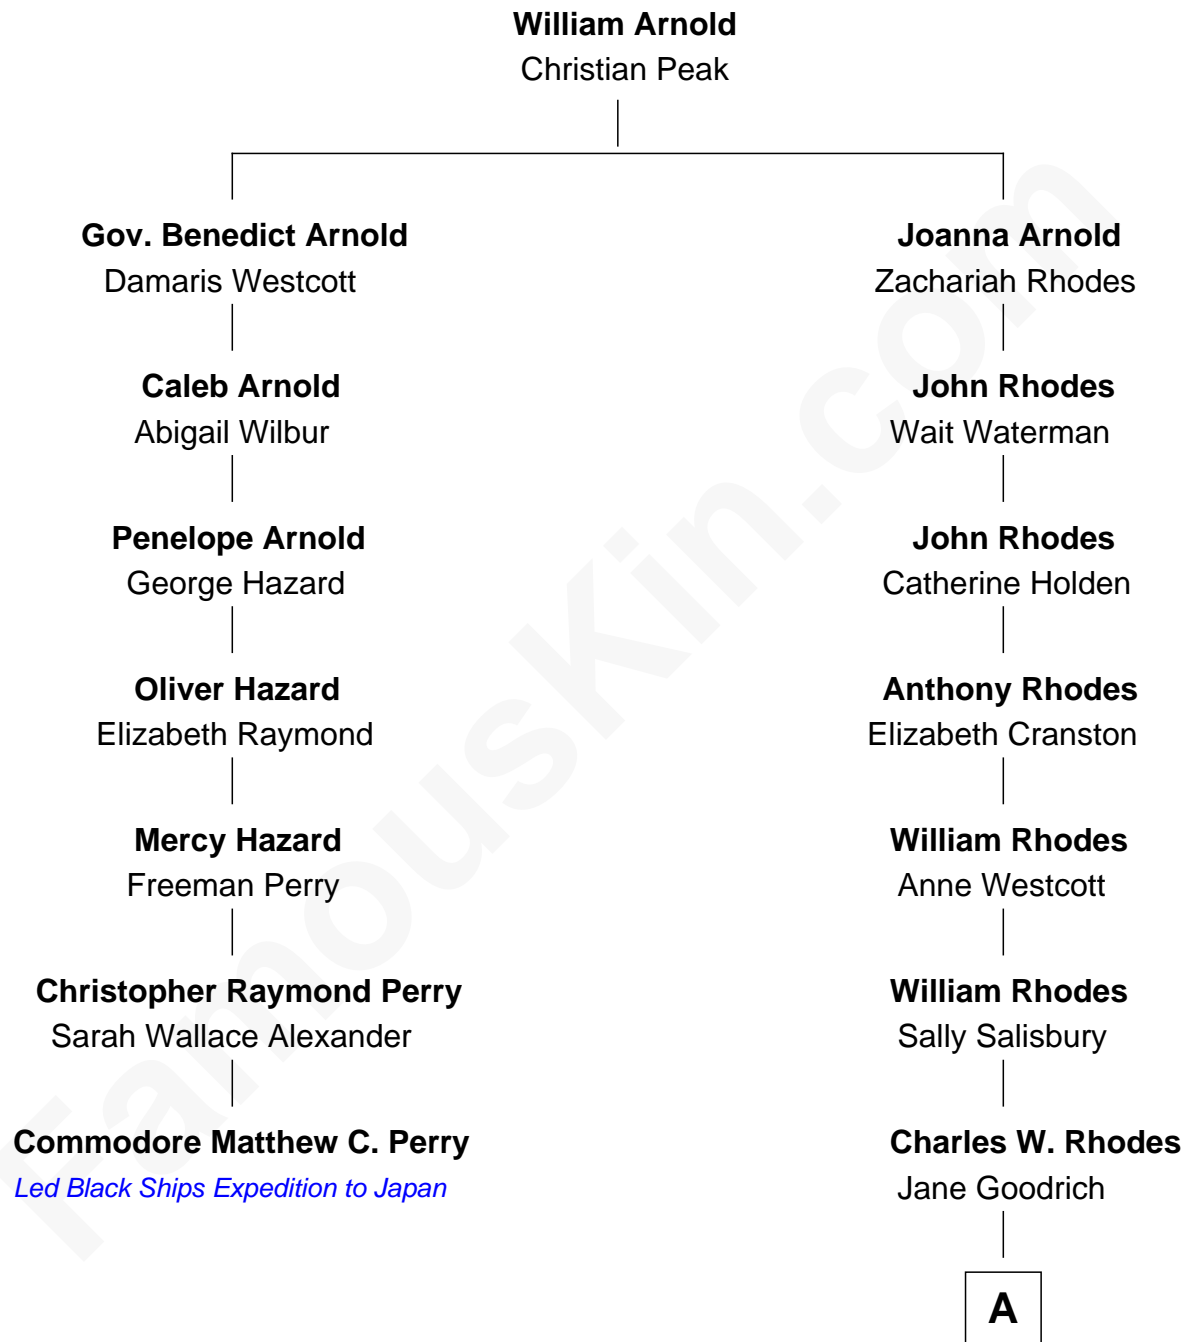 William Arnold
Christian Peak
Gov. Benedict Arnold
Damaris Westcott
Joanna Arnold
Zachariah Rhodes
Caleb Arnold
Abigail Wilbur
John Rhodes
Wait Waterman
Penelope Arnold
George Hazard
John Rhodes
Catherine Holden
Oliver Hazard
Elizabeth Raymond
Anthony Rhodes
Elizabeth Cranston
Mercy Hazard
Freeman Perry
William Rhodes
Anne Westcott
Christopher Raymond Perry
Sarah Wallace Alexander
William Rhodes
Sally Salisbury
Commodore Matthew C. Perry
Led Black Ships Expedition to Japan
Charles W. Rhodes
Jane Goodrich
A
FamousKin.com